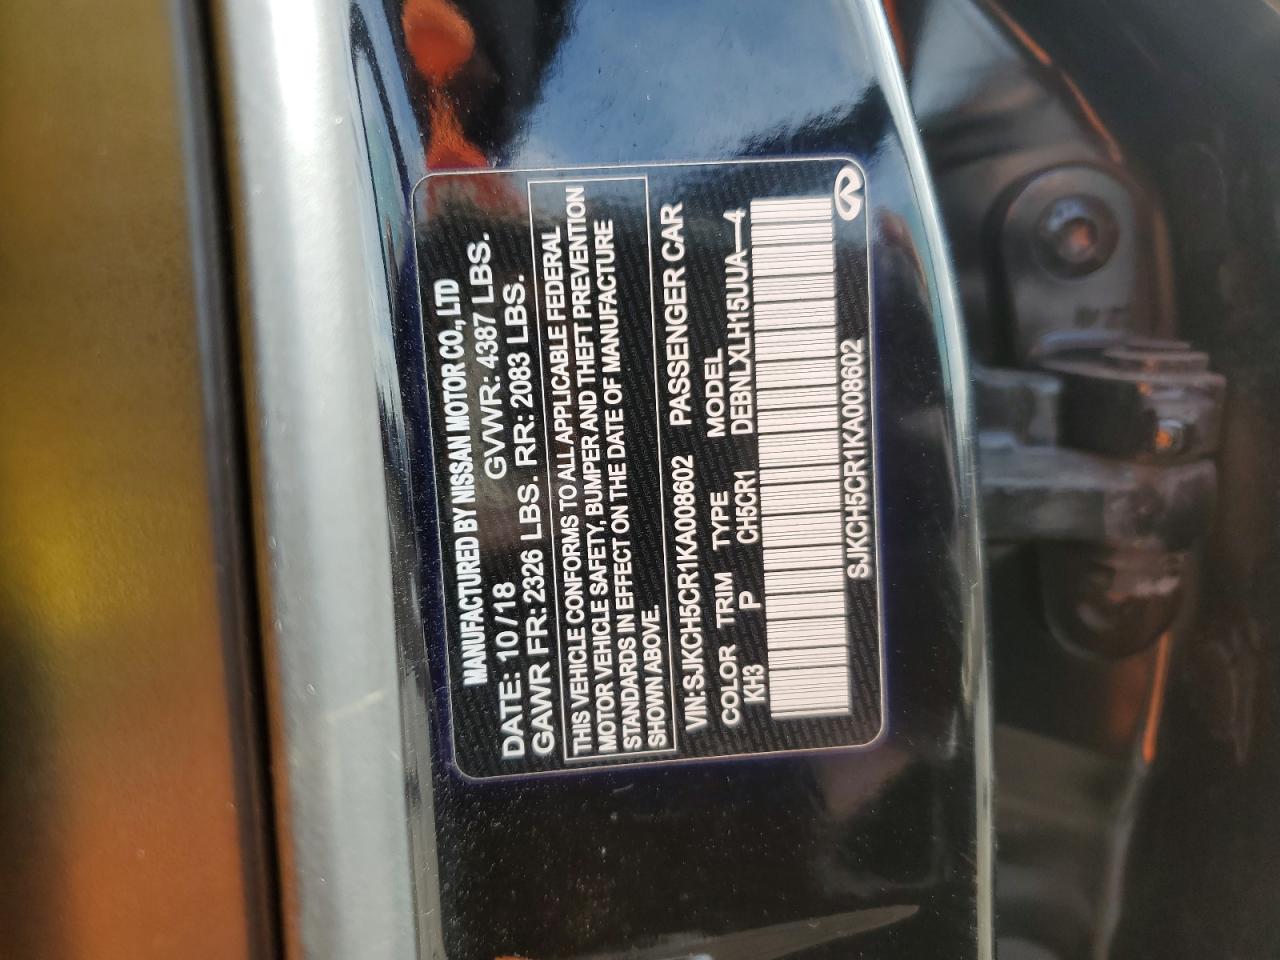 MANUFACTURED BY NISSAN MOTOR CO., LTD
DATE: 10/18 GVWR: 4387 LBS.
GAWR FR: 2326 LBS. RR: 2083 LBS.
THIS VEHICLE CONFORMS TO ALL APPLICABLE FEDERAL
MOTOR VEHICLE SAFETY, BUMPER AND THEFT PREVENTION
STANDARDS IN EFFECT ON THE DATE OF MANUFACTURE
SHOWN ABOVE.
VIN: SJKCH5CR1KA008602 PASSENGER CAR
COLOR TRIM TYPE MODEL
KH3 P CH5CR1 DEBNLXLH15UUA—4
SJKCH5CR1KA008602